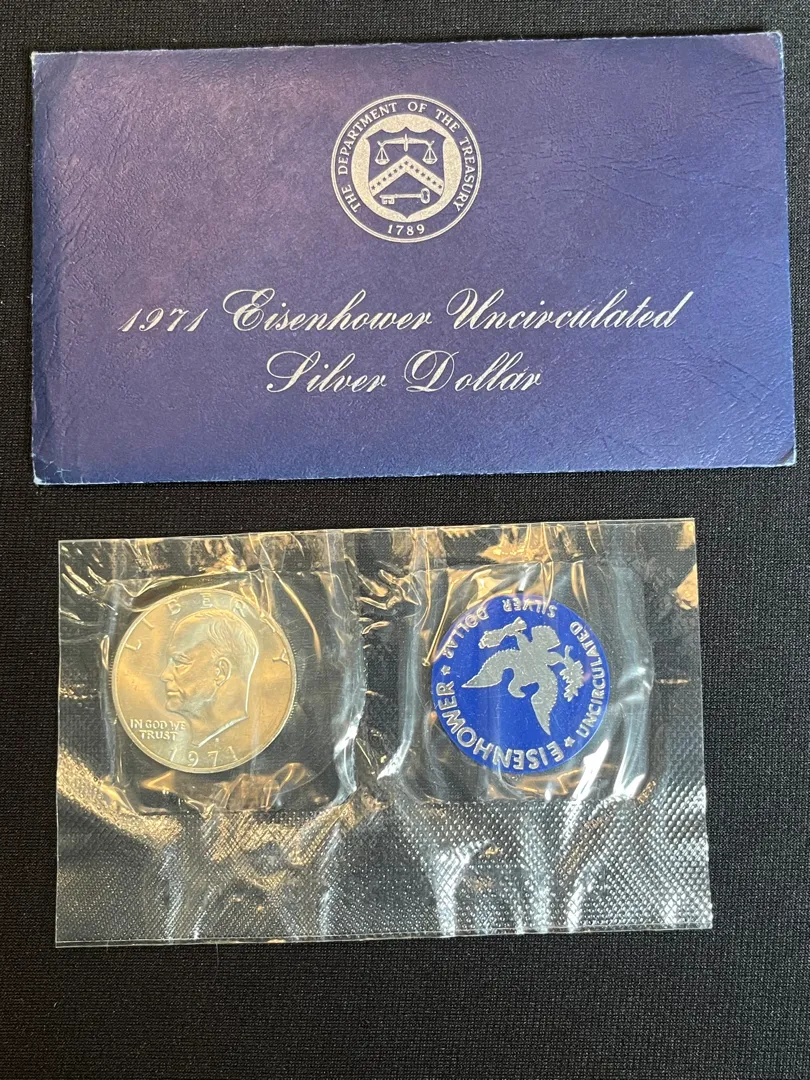 THE DEPARTMENT OF THE TREASURY
1789
1971 Eisenhower Uncirculated
Silver Dollar
LIBERTY
IN GOD WE
TRUST
1971
EISENHOWER ★ UNCIRCULATED SILVER DOLLAR ★